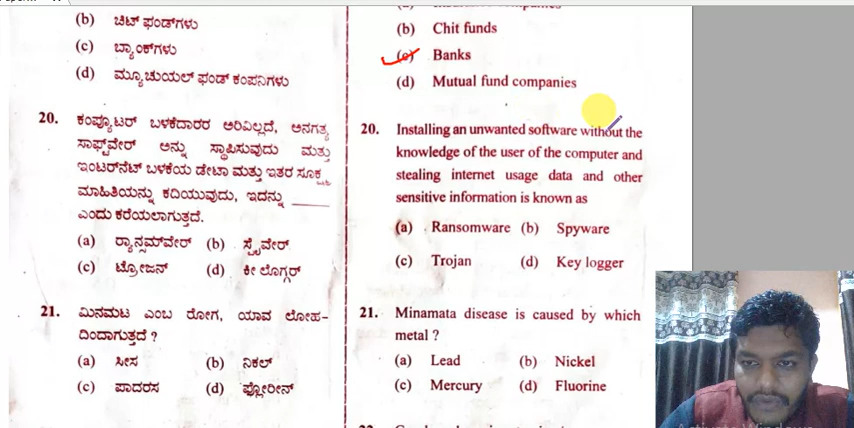 (b) ಚಿಟ್ ಫಂಡ್‌ಗಳು
(c) ಬ್ಯಾಂಕ್‌ಗಳು
(d) ಮ್ಯೂಚುಯಲ್ ಫಂಡ್ ಕಂಪನಿಗಳು
20. ಕಂಪ್ಯೂಟರ್ ಬಳಕೆದಾರರ ಅರಿವಿಲ್ಲದೆ, ಅನಗತ್ಯ
ಸಾಫ್ಟ್‌ವೇರ್ ಅನ್ನು ಸ್ಥಾಪಿಸುವುದು ಮತ್ತು
ಇಂಟರ್‌ನೆಟ್ ಬಳಕೆಯ ಡೇಟಾ ಮತ್ತು ಇತರ ಸೂಕ್ಷ್ಮ
ಮಾಹಿತಿಯನ್ನು ಕದಿಯುವುದು, ಇದನ್ನು ______
ಎಂದು ಕರೆಯಲಾಗುತ್ತದೆ.
(a) ರ‍್ಯಾನ್ಸಮ್‌ವೇರ್ (b) ಸ್ಪೈವೇರ್
(c) ಟ್ರೋಜನ್ (d) ಕೀ ಲೊಗ್ಗರ್
21. ಮಿನಮಟ ಎಂಬ ರೋಗ, ಯಾವ ಲೋಹ-
ದಿಂದಾಗುತ್ತದೆ ?
(a) ಸೀಸ (b) ನಿಕಲ್
(c) ಪಾದರಸ (d) ಫ್ಲೋರೀನ್
(b) Chit funds
(c) Banks
(d) Mutual fund companies
20. Installing an unwanted software without the
knowledge of the user of the computer and
stealing internet usage data and other
sensitive information is known as
(a) Ransomware (b) Spyware
(c) Trojan (d) Key logger
21. Minamata disease is caused by which
metal ?
(a) Lead (b) Nickel
(c) Mercury (d) Fluorine